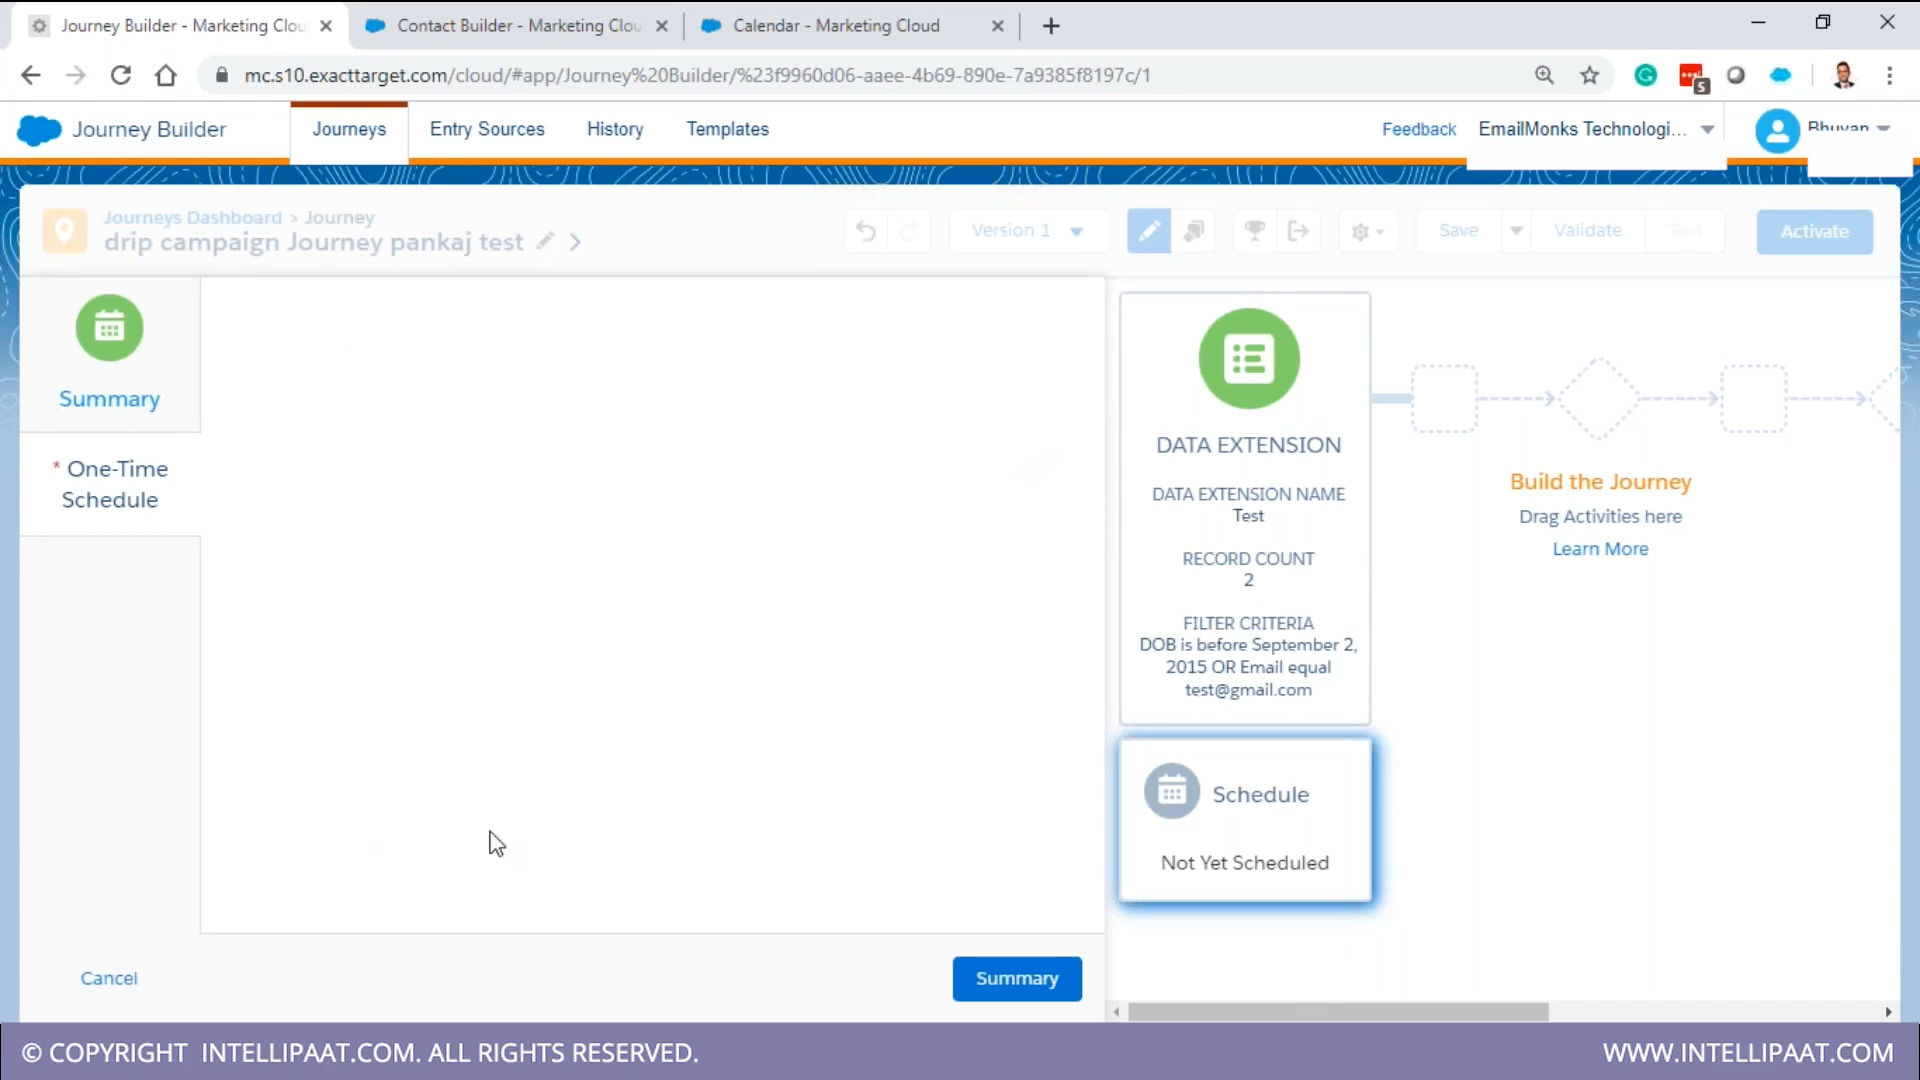 Journey Builder - Marketing Clou
Contact Builder - Marketing Clou
Calendar - Marketing Cloud
mc.s10.exacttarget.com/cloud/#app/Journey%20Builder/%23f9960d06-aaee-4b69-890e-7a9385f8197c/1
S
Journey Builder
Journeys
Entry Sources
History
Templates
Feedback
EmailMonks Technologi...
Bhuvan
Journeys Dashboard > Journey
drip campaign Journey pankaj test
Version 1
Save
Validate
Test
Activate
Summary
* One-Time
Schedule
DATA EXTENSION
DATA EXTENSION NAME
Test
RECORD COUNT
2
FILTER CRITERIA
DOB is before September 2,
2015 OR Email equal
test@gmail.com
Build the Journey
Drag Activities here
Learn More
Schedule
Not Yet Scheduled
Cancel
Summary
© COPYRIGHT INTELLIPAAT.COM. ALL RIGHTS RESERVED.
WWW.INTELLIPAAT.COM